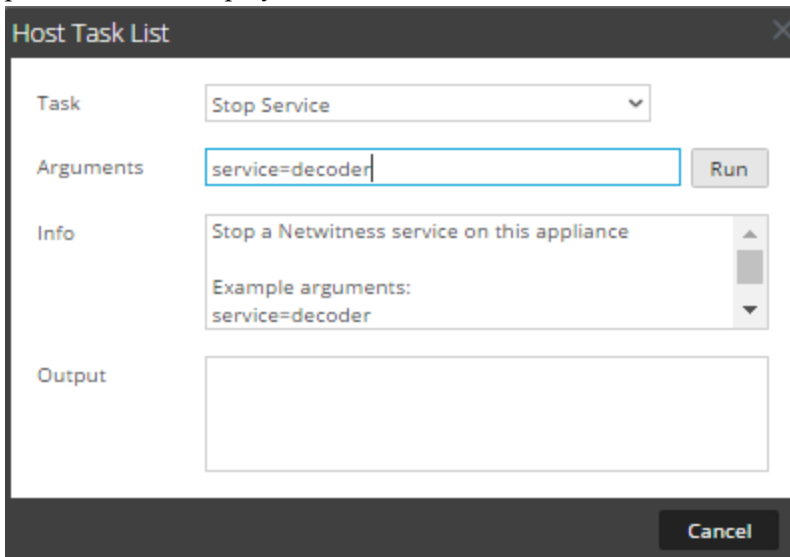 Host Task List
Task
Stop Service
Arguments
service=decoder
Run
Info
Stop a Netwitness service on this appliance
Example arguments:
service=decoder
Output
Cancel